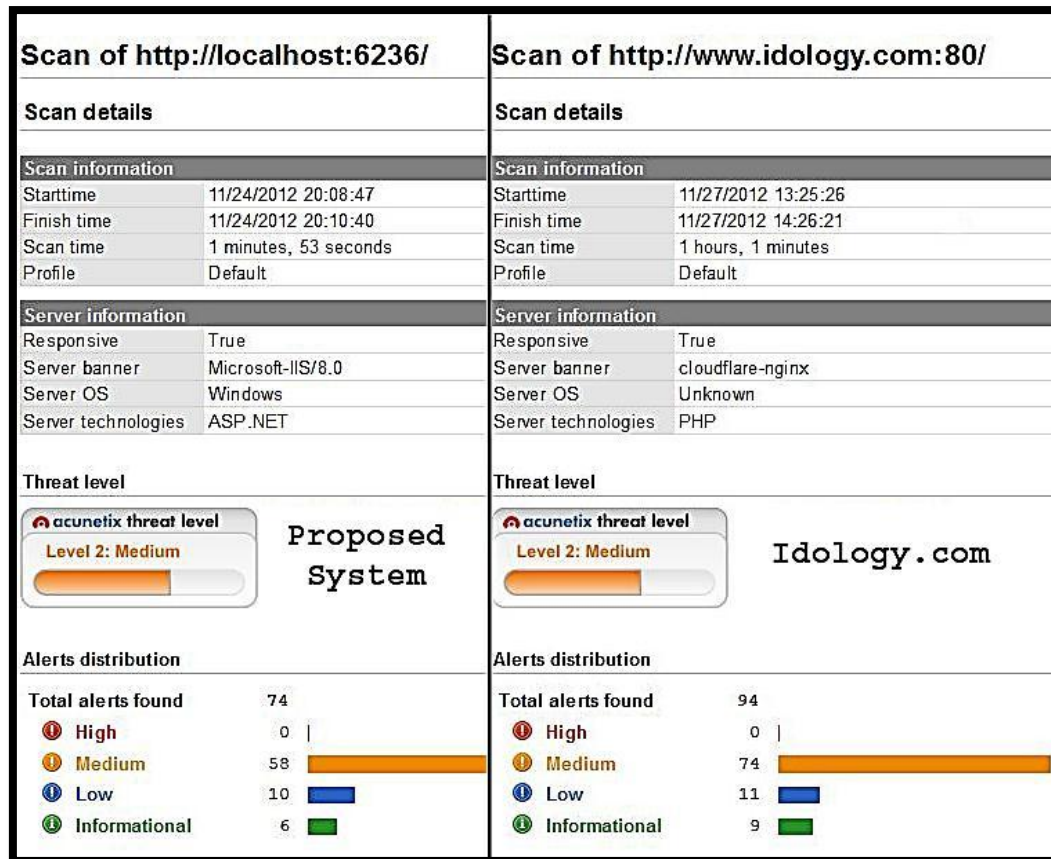 Scan of http://localhost:6236/
Scan details
Scan information
Starttime 11/24/2012 20:08:47
Finish time 11/24/2012 20:10:40
Scan time 1 minutes, 53 seconds
Profile Default
Server information
Responsive True
Server banner Microsoft-IIS/8.0
Server OS Windows
Server technologies ASP.NET
Threat level
acunetix threat level
Level 2: Medium
Proposed
System
Alerts distribution
Total alerts found 74
High 0
Medium 58
Low 10
Informational 6
Scan of http://www.idology.com:80/
Scan details
Scan information
Starttime 11/27/2012 13:25:26
Finish time 11/27/2012 14:26:21
Scan time 1 hours, 1 minutes
Profile Default
Server information
Responsive True
Server banner cloudflare-nginx
Server OS Unknown
Server technologies PHP
Threat level
acunetix threat level
Level 2: Medium
Idology.com
Alerts distribution
Total alerts found 94
High 0
Medium 74
Low 11
Informational 9